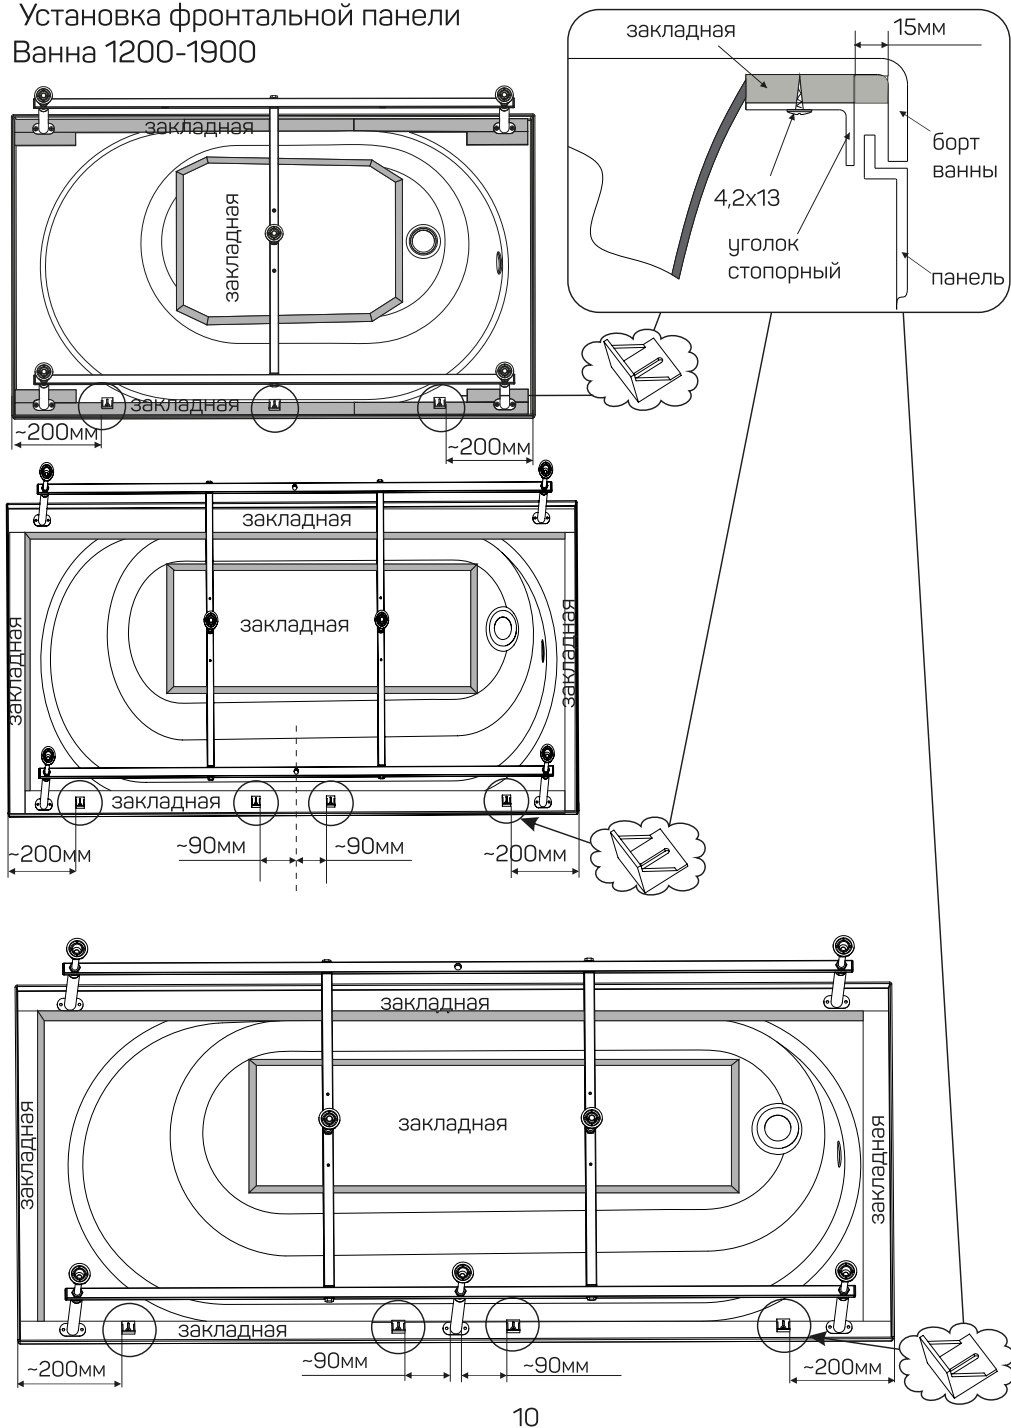 Установка фронтальной панели
Ванна 1200-1900
закладная
15мм
борт
ванны
4,2х13
уголок
стопорный
панель
закладная
закладная
закладная
~200мм
~200мм
закладная
закладная
закладная
закладная
закладная
~200мм
~90мм
~90мм
~200мм
закладная
закладная
закладная
закладная
закладная
~200мм
~90мм
~90мм
~200мм
10